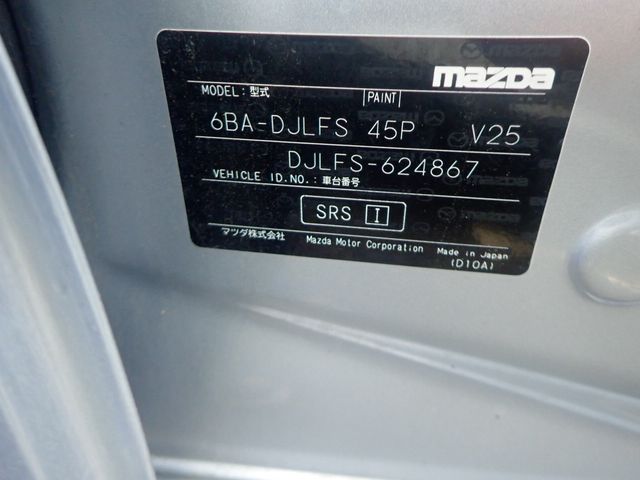 mazda
MODEL:型式 PAINT
6BA-DJLFS 45P V25
DJLFS-624867
VEHICLE ID.NO.:車台番号
SRS I
マツダ株式会社 Mazda Motor Corporation Made in Japan
(D10A)